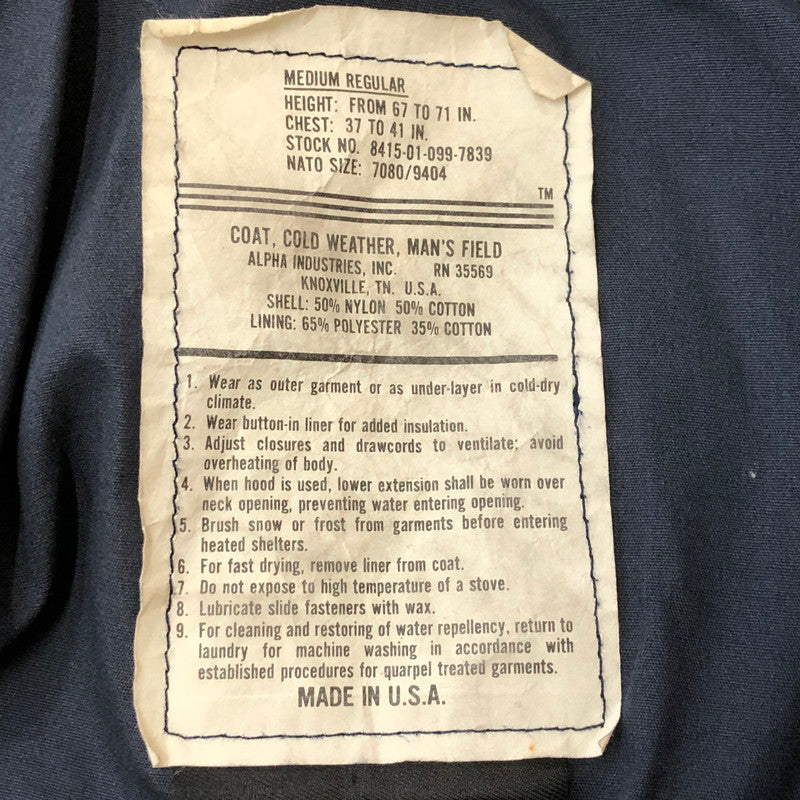 MEDIUM REGULAR
HEIGHT: FROM 67 TO 71 IN.
CHEST: 37 TO 41 IN.
STOCK NO. 8415-01-099-7839
NATO SIZE: 7080/9404
TM
COAT, COLD WEATHER, MAN'S FIELD
ALPHA INDUSTRIES, INC. RN 35569
KNOXVILLE, TN. U.S.A.
SHELL: 50% NYLON 50% COTTON
LINING: 65% POLYESTER 35% COTTON
1. Wear as outer garment or as under-layer in cold-dry
climate.
2. Wear button-in liner for added insulation.
3. Adjust closures and drawcords to ventilate; avoid
overheating of body.
4. When hood is used, lower extension shall be worn over
neck opening, preventing water entering opening.
5. Brush snow or frost from garments before entering
heated shelters.
6. For fast drying, remove liner from coat.
7. Do not expose to high temperature of a stove.
8. Lubricate slide fasteners with wax.
9. For cleaning and restoring of water repellency, return to
laundry for machine washing in accordance with
established procedures for quarpel treated garments.
MADE IN U.S.A.